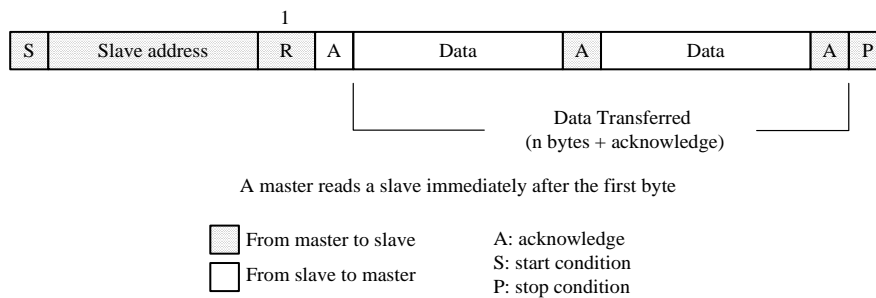 1
S Slave address R A Data A Data A P
Data Transferred
(n bytes + acknowledge)
A master reads a slave immediately after the first byte
From master to slave
From slave to master
A: acknowledge
S: start condition
P: stop condition